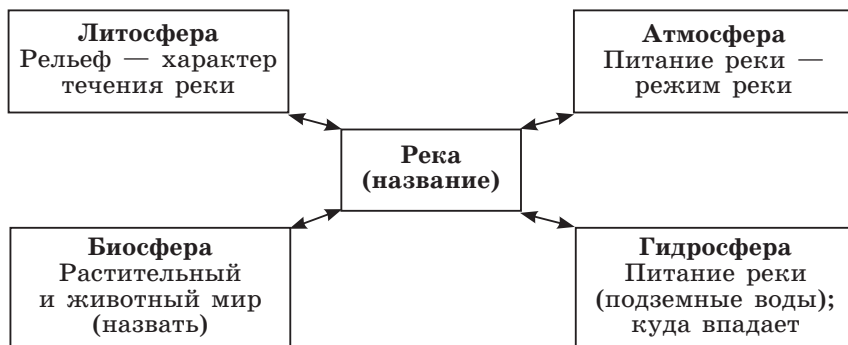 Литосфера
Рельеф — характер
течения реки
Атмосфера
Питание реки —
режим реки
Река
(название)
Биосфера
Растительный
и животный мир
(назвать)
Гидросфера
Питание реки
(подземные воды);
куда впадает